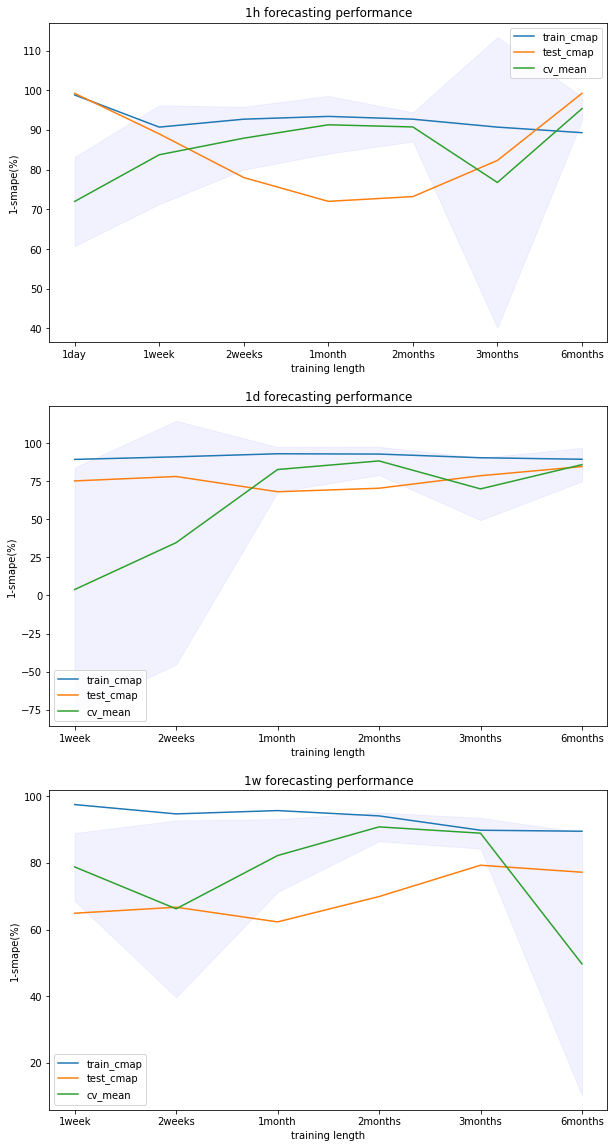 1h forecasting performance
train_cmap
test_cmap
cv_mean
1-smape(%)
110
100
90
80
70
60
50
40
1day 1week 2weeks 1month 2months 3months 6months
training length
1d forecasting performance
1-smape(%)
100
75
50
25
0
−25
−50
−75
train_cmap
test_cmap
cv_mean
1week 2weeks 1month 2months 3months 6months
training length
1w forecasting performance
1-smape(%)
100
80
60
40
20
train_cmap
test_cmap
cv_mean
1week 2weeks 1month 2months 3months 6months
training length